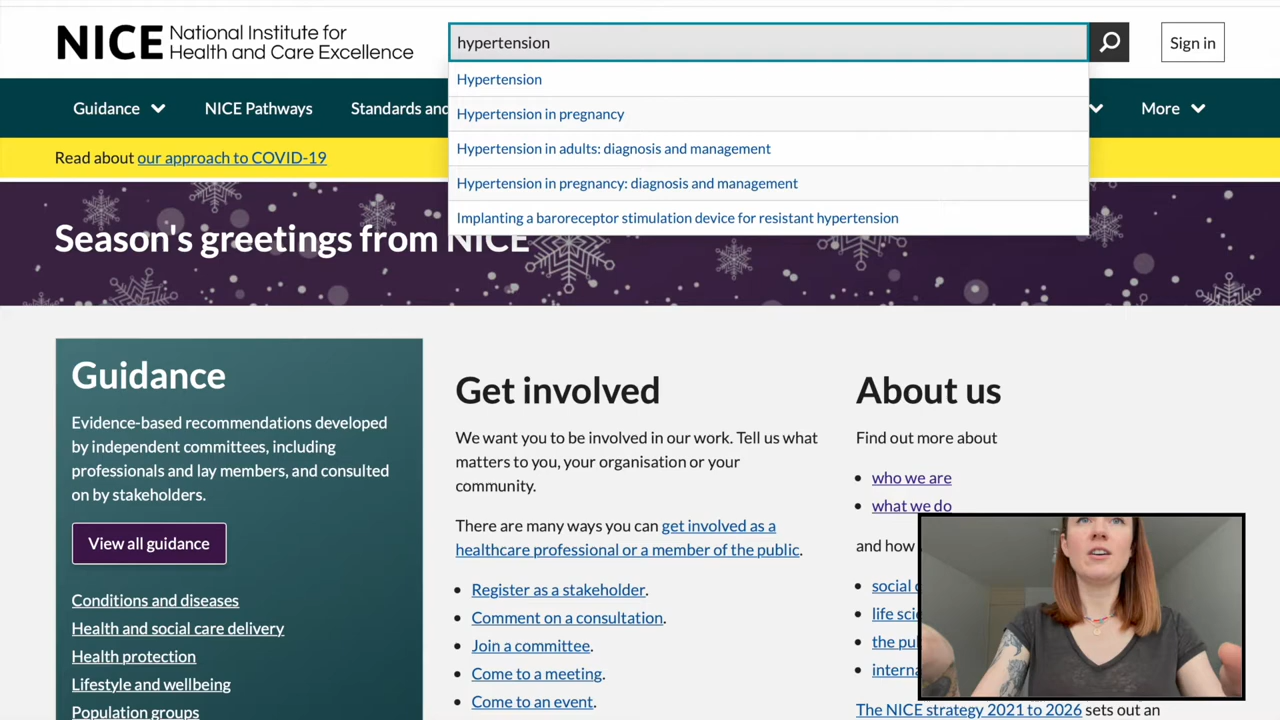 NICE National Institute for
Health and Care Excellence
hypertension
Sign in
Hypertension
Hypertension in pregnancy
Hypertension in adults: diagnosis and management
Hypertension in pregnancy: diagnosis and management
Implanting a baroreceptor stimulation device for resistant hypertension
Guidance
NICE Pathways
Standards and
More
Read about our approach to COVID-19
Season's greetings from NICE
Guidance
Evidence-based recommendations developed
by independent committees, including
professionals and lay members, and consulted
on by stakeholders.
View all guidance
Conditions and diseases
Health and social care delivery
Health protection
Lifestyle and wellbeing
Population groups
Get involved
We want you to be involved in our work. Tell us what
matters to you, your organisation or your
community.
There are many ways you can get involved as a
healthcare professional or a member of the public.
Register as a stakeholder.
Comment on a consultation.
Join a committee.
Come to a meeting.
Come to an event.
About us
Find out more about
who we are
what we do
and how
social
life
the
The NICE strategy 2021 to 2026 sets out an